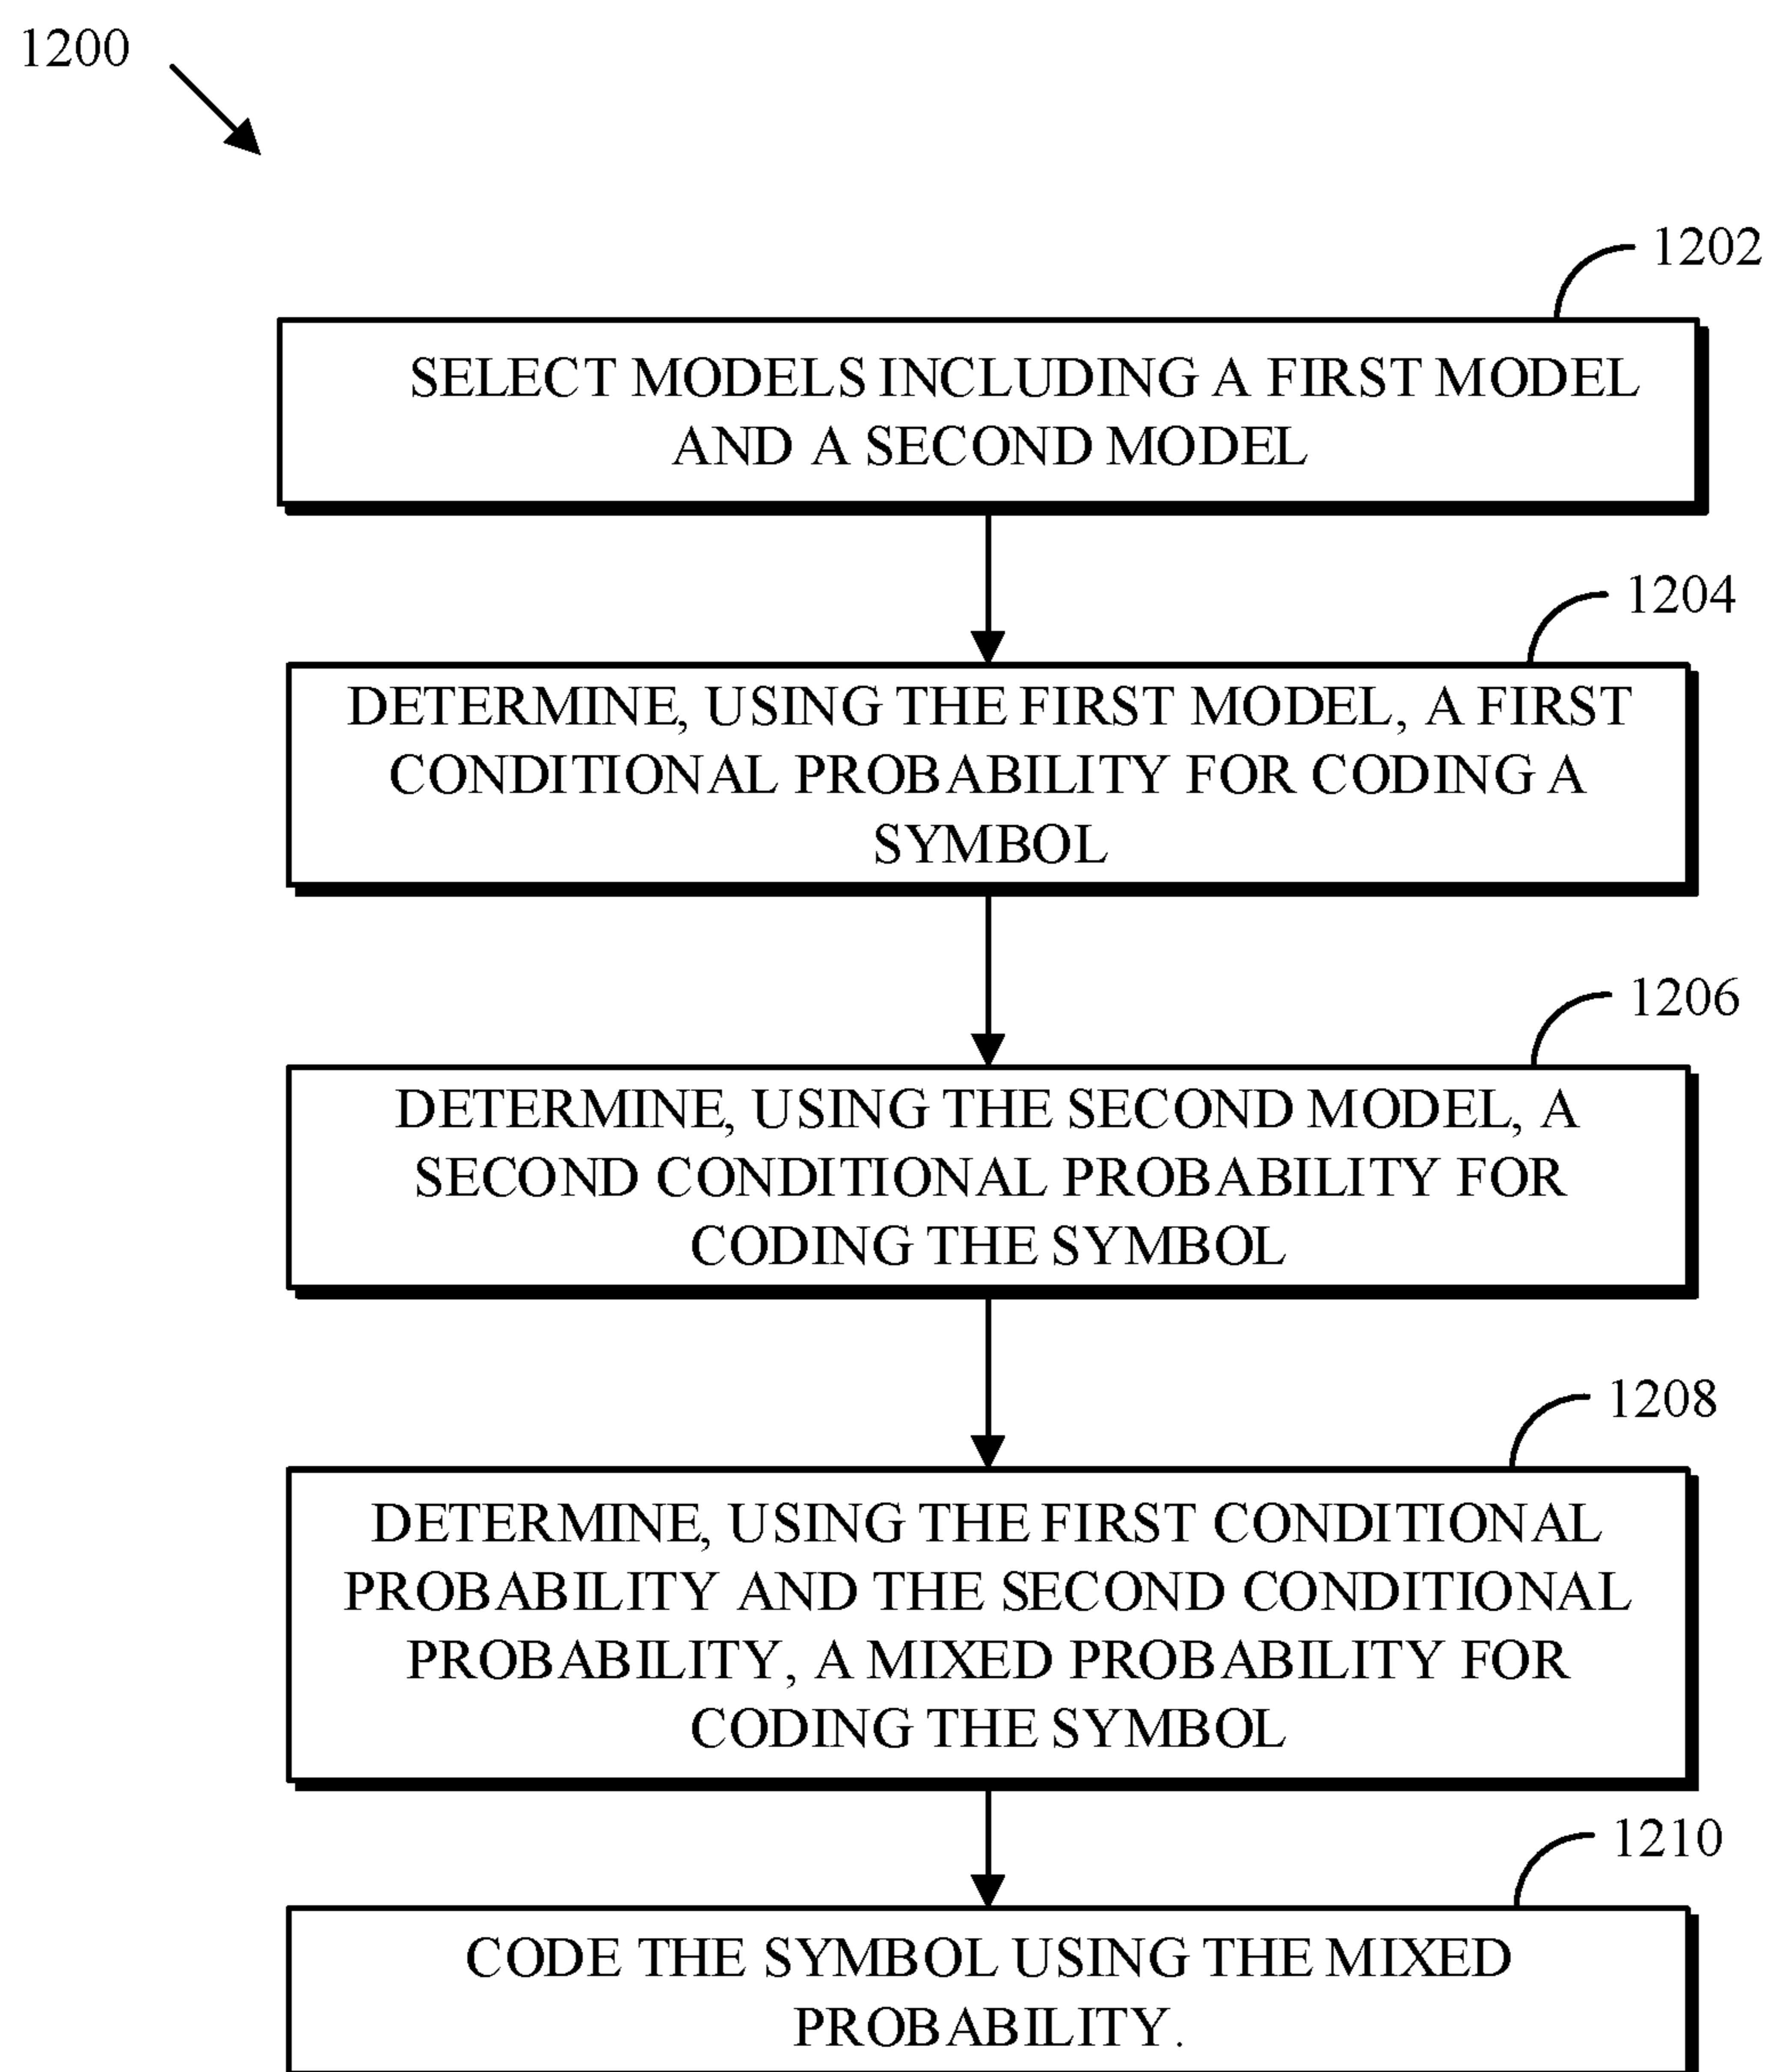 1200
1202
SELECT MODELS INCLUDING A FIRST MODEL
AND A SECOND MODEL
1204
DETERMINE, USING THE FIRST MODEL, A FIRST
CONDITIONAL PROBABILITY FOR CODING A
SYMBOL
1206
DETERMINE, USING THE SECOND MODEL, A
SECOND CONDITIONAL PROBABILITY FOR
CODING THE SYMBOL
1208
DETERMINE, USING THE FIRST CONDITIONAL
PROBABILITY AND THE SECOND CONDITIONAL
PROBABILITY, A MIXED PROBABILITY FOR
CODING THE SYMBOL
1210
CODE THE SYMBOL USING THE MIXED
PROBABILITY.